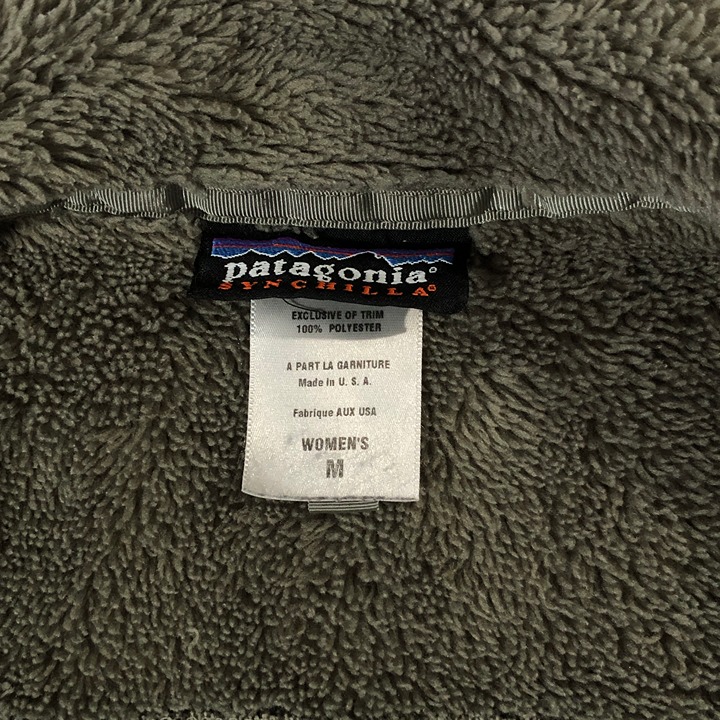 patagonia®
SYNCHILLA®
EXCLUSIVE OF TRIM
100% POLYESTER
A PART LA GARNITURE
Made In U. S. A.
Fabrique AUX USA
WOMEN'S
M